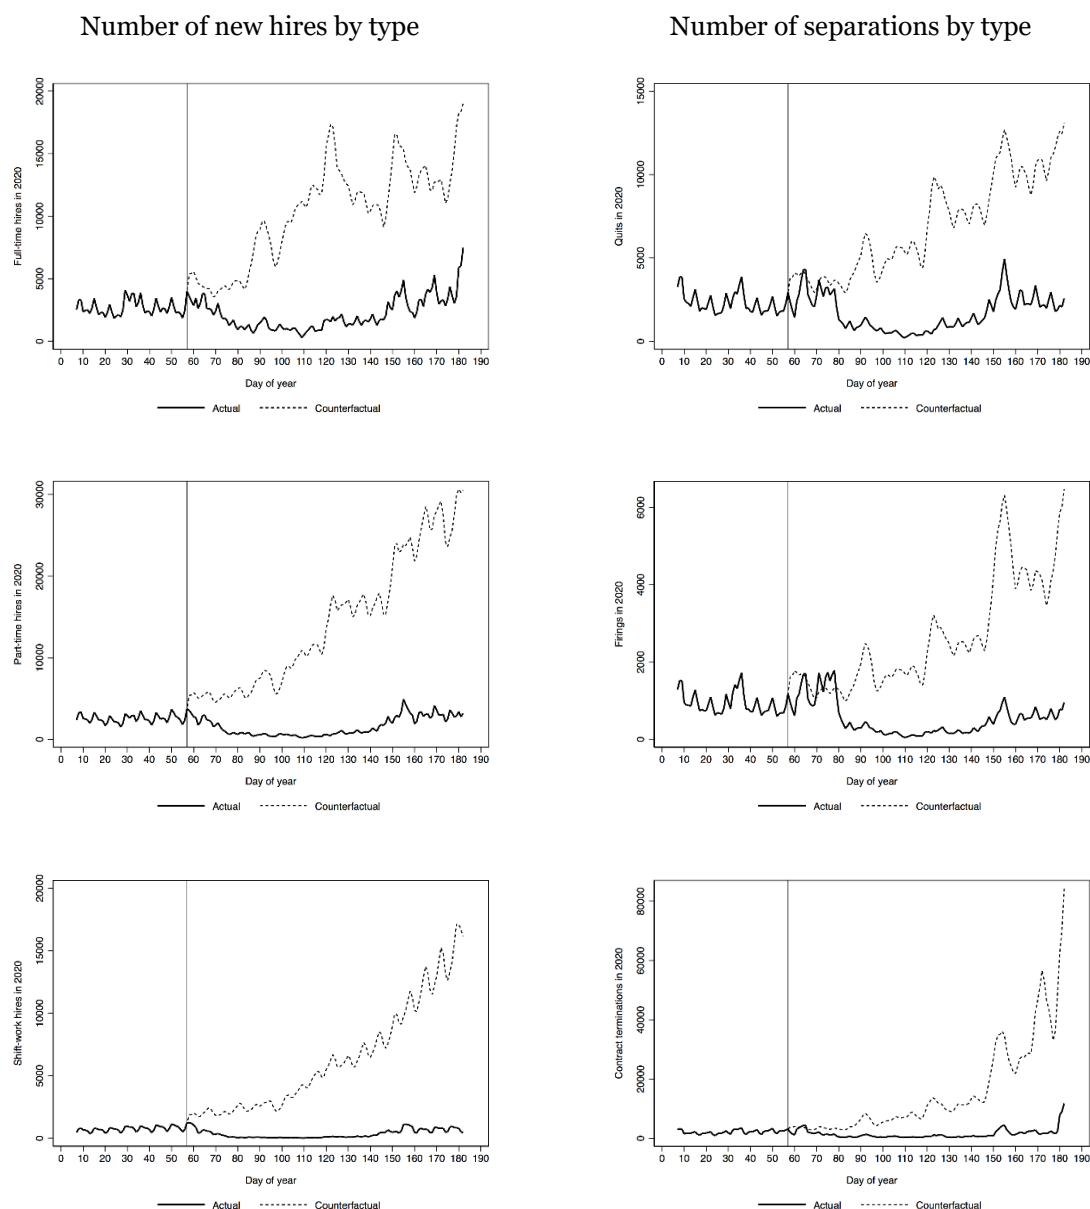 Number of new hires by type
Number of separations by type
Full-time hires in 2020
0 5000 10000 15000 20000
0 10 20 30 40 50 60 70 80 90 100 110 120 130 140 150 160 170 180 190
Day of year
Actual Counterfactual
Quits in 2020
0 5000 10000 15000
0 10 20 30 40 50 60 70 80 90 100 110 120 130 140 150 160 170 180 190
Day of year
Actual Counterfactual
Part-time hires in 2020
0 10000 20000 30000
0 10 20 30 40 50 60 70 80 90 100 110 120 130 140 150 160 170 180 190
Day of year
Actual Counterfactual
Firings in 2020
0 2000 4000 6000
0 10 20 30 40 50 60 70 80 90 100 110 120 130 140 150 160 170 180 190
Day of year
Actual Counterfactual
Shift-work hires in 2020
0 5000 10000 15000 20000
0 10 20 30 40 50 60 70 80 90 100 110 120 130 140 150 160 170 180 190
Day of year
Actual Counterfactual
Contract terminations in 2020
0 20000 40000 60000 80000
0 10 20 30 40 50 60 70 80 90 100 110 120 130 140 150 160 170 180 190
Day of year
Actual Counterfactual